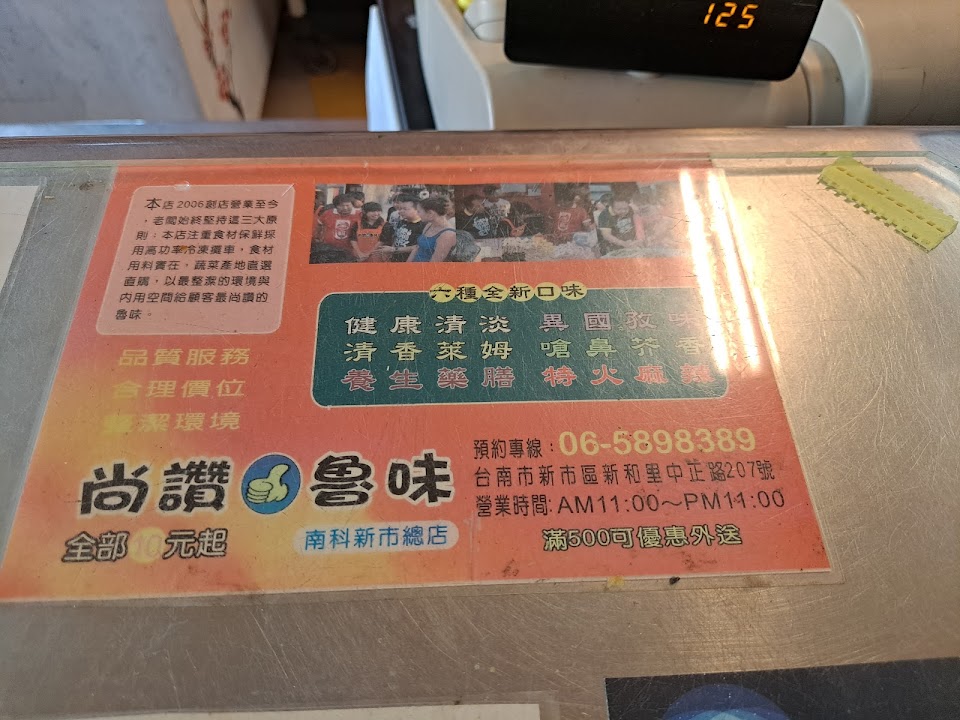 125
本店2006創店營業至今
，老闆始終堅持這三大原
則：本店注重食材保鮮採
用高功率冷凍攤車，食材
用料實在，蔬菜產地直選
直購，以最整潔的環境與
內用空間給顧客最尚讚的
魯味。
品質服務
合理價位
整潔環境
六種全新口味
健康清淡 異國孜味
清香萊姆 嗆鼻芥香
養生藥膳 特火麻辣
尚讚 魯味
全部10元起
南科新市總店
預約專線：06-5898389
台南市新市區新和里中正路207號
營業時間:AM11:00～PM11:00
滿500可優惠外送